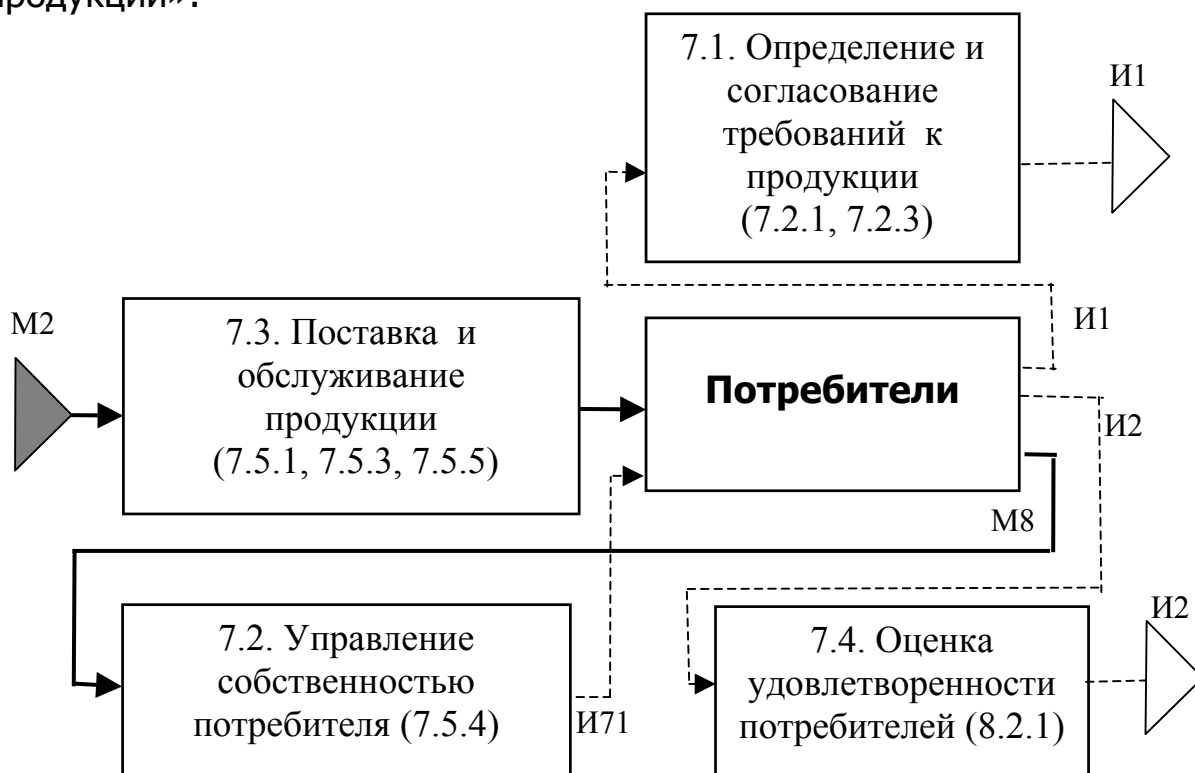 продукции».
7.1. Определение и
согласование
требований к
продукции
(7.2.1, 7.2.3)
И1
М2
7.3. Поставка и
обслуживание
продукции
(7.5.1, 7.5.3, 7.5.5)
Потребители
И1
И2
М8
7.2. Управление
собственностью
потребителя (7.5.4)
И71
7.4. Оценка
удовлетворенности
потребителей (8.2.1)
И2